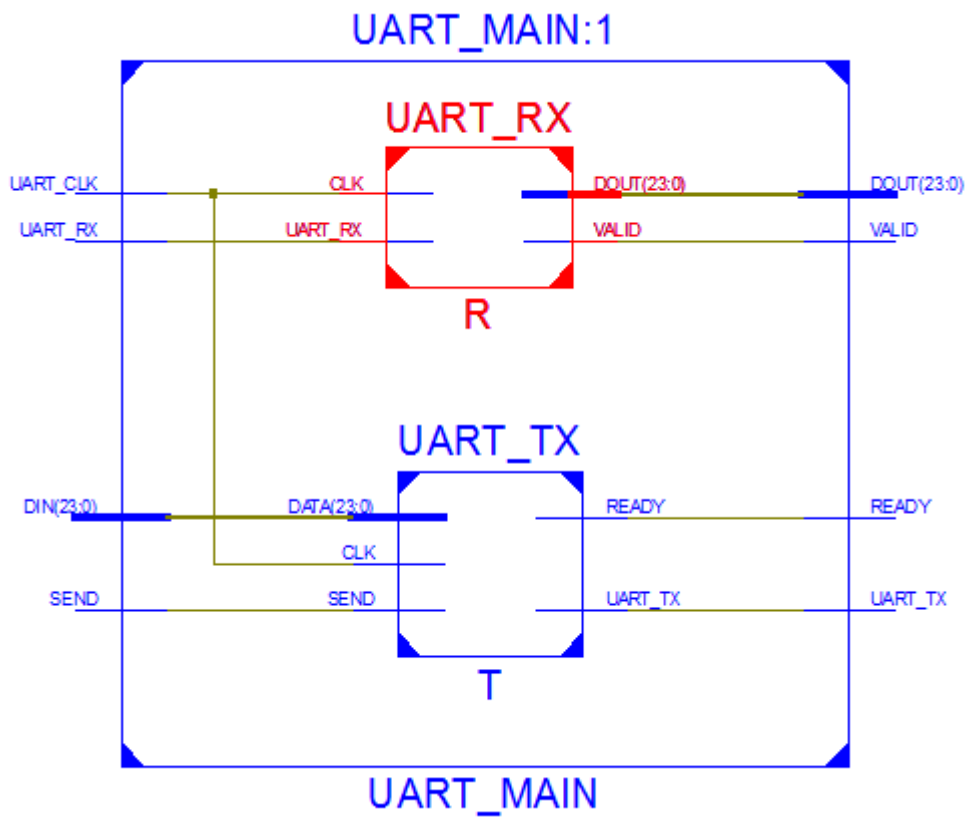 UART_MAIN:1
UART_RX
UART_CLK CLK DOUT(23:0) DOUT(23:0)
UART_RX UART_RX VALID VALID
R
UART_TX
DIN(23:0) DATA(23:0) READY READY
CLK
SEND SEND UART_TX UART_TX
T
UART_MAIN